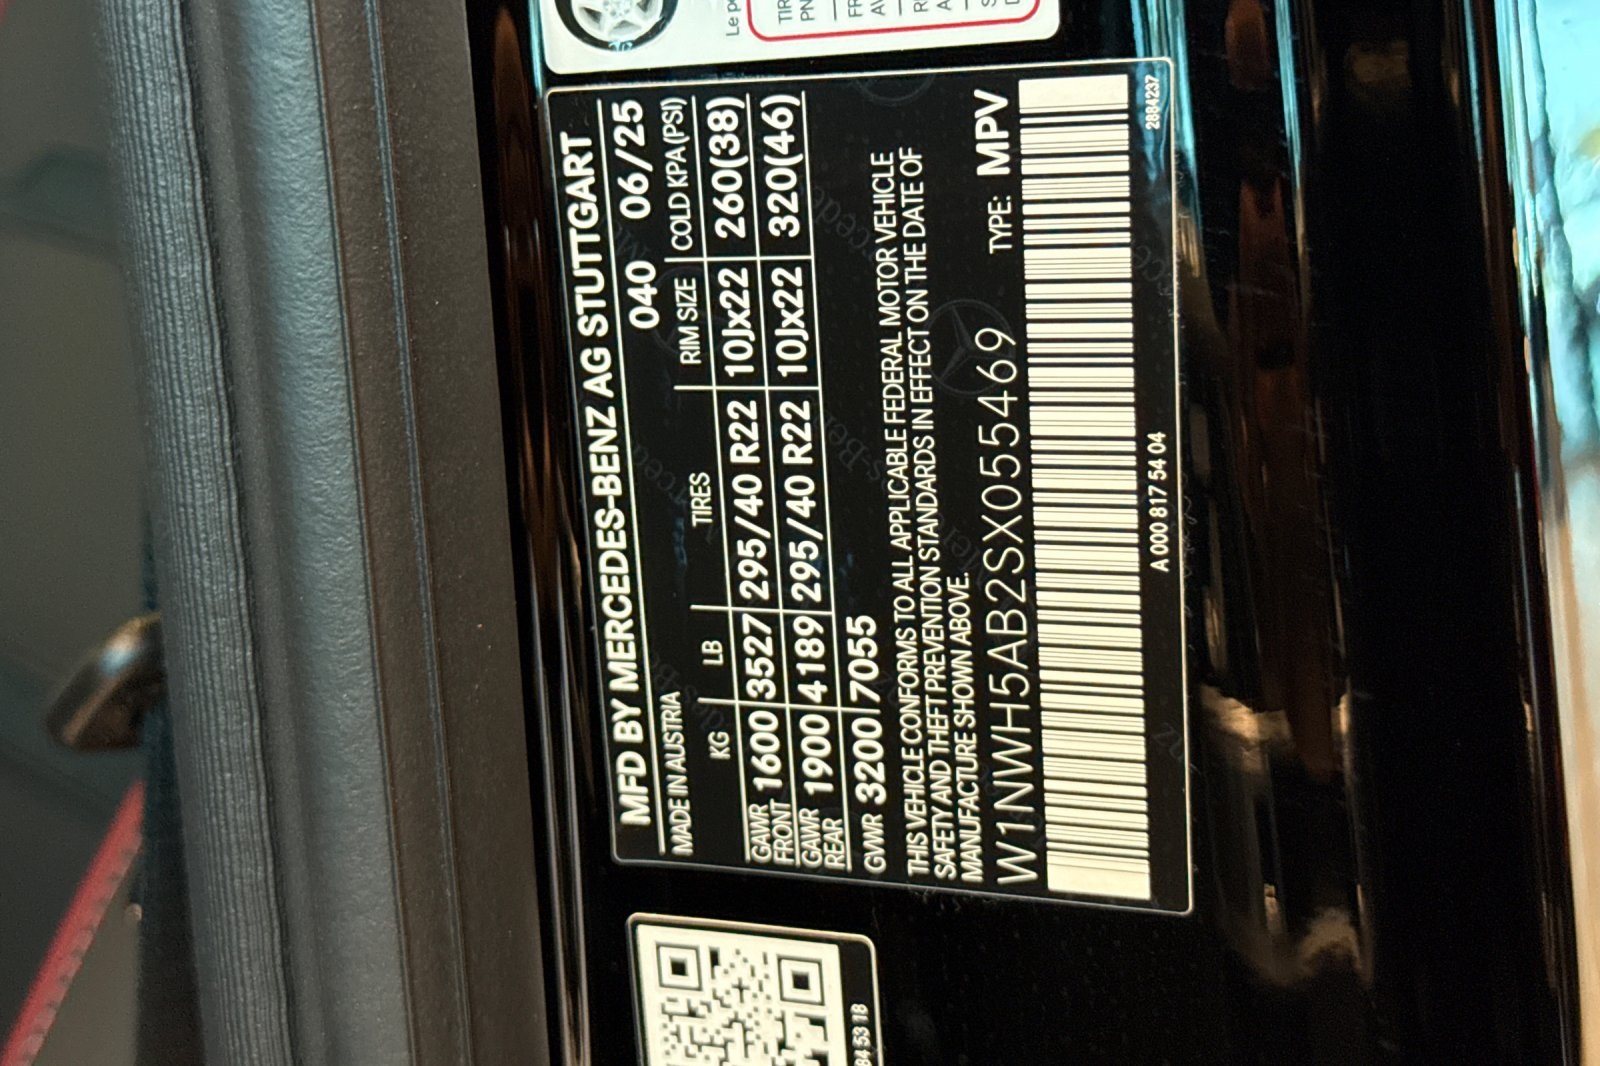 MFD BY MERCEDES-BENZ AG STUTTGART
MADE IN AUSTRIA 040 06/25
KG LB TIRES RIM SIZE COLD KPA(PSI)
GAWR FRONT 1600 3527 295/40 R22 10Jx22 260(38)
GAWR REAR 1900 4189 295/40 R22 10Jx22 320(46)
GVWR 3200 7055
THIS VEHICLE CONFORMS TO ALL APPLICABLE FEDERAL MOTOR VEHICLE
SAFETY AND THEFT PREVENTION STANDARDS IN EFFECT ON THE DATE OF
MANUFACTURE SHOWN ABOVE.
W1NWH5AB2SX055469 TYPE: MPV
A 000 817 54 04 2884237
Le
84 53 18